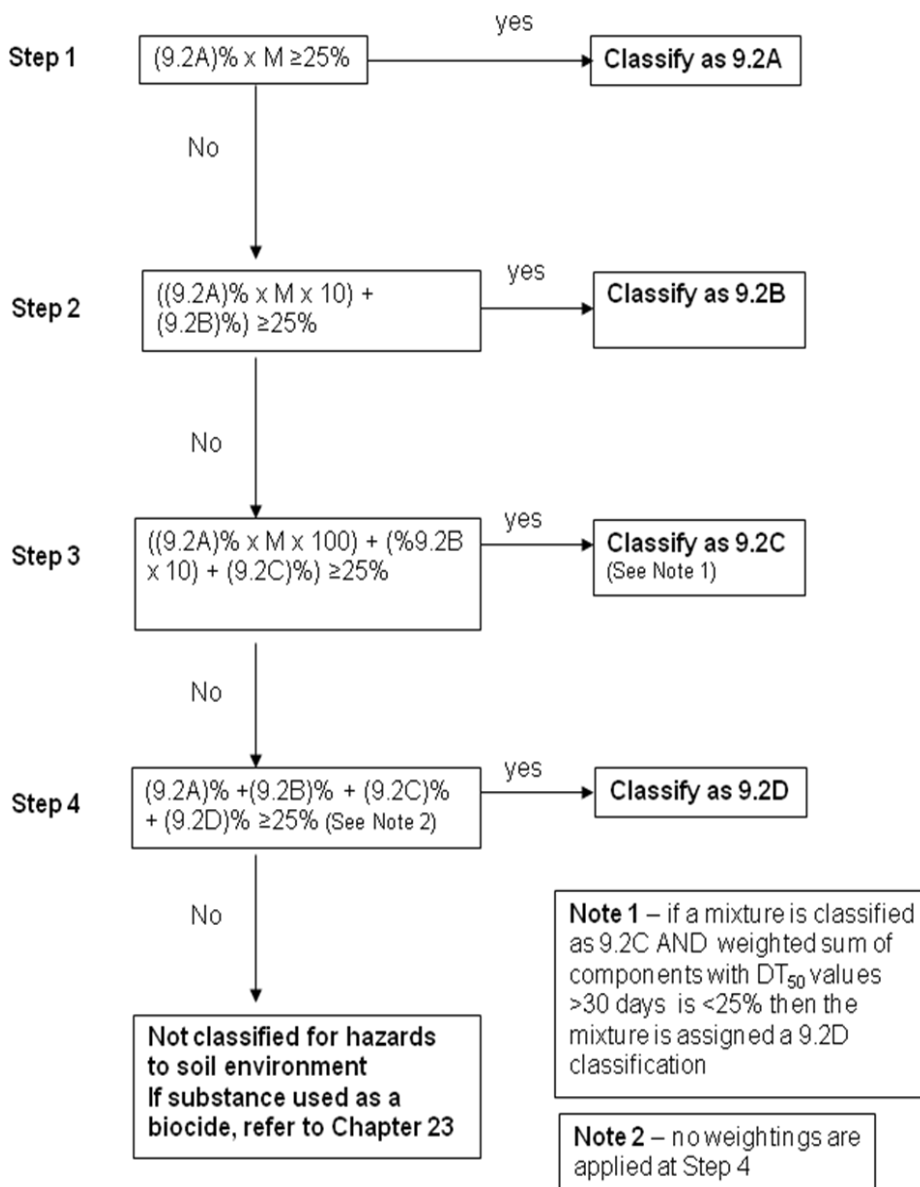 yes
Step 1
(9.2A)% x M ≥25%
Classify as 9.2A
No
yes
Step 2
((9.2A)% x M x 10) +
(9.2B)%) ≥25%
Classify as 9.2B
No
yes
Step 3
((9.2A)% x M x 100) + (%9.2B
x 10) + (9.2C)%) ≥25%
Classify as 9.2C
(See Note 1)
No
yes
Step 4
(9.2A)% +(9.2B)% + (9.2C)%
+ (9.2D)% ≥25% (See Note 2)
Classify as 9.2D
No
Not classified for hazards
to soil environment
If substance used as a
biocide, refer to Chapter 23
Note 1 – if a mixture is classified
as 9.2C AND weighted sum of
components with DT₅₀ values
>30 days is <25% then the
mixture is assigned a 9.2D
classification
Note 2 – no weightings are
applied at Step 4